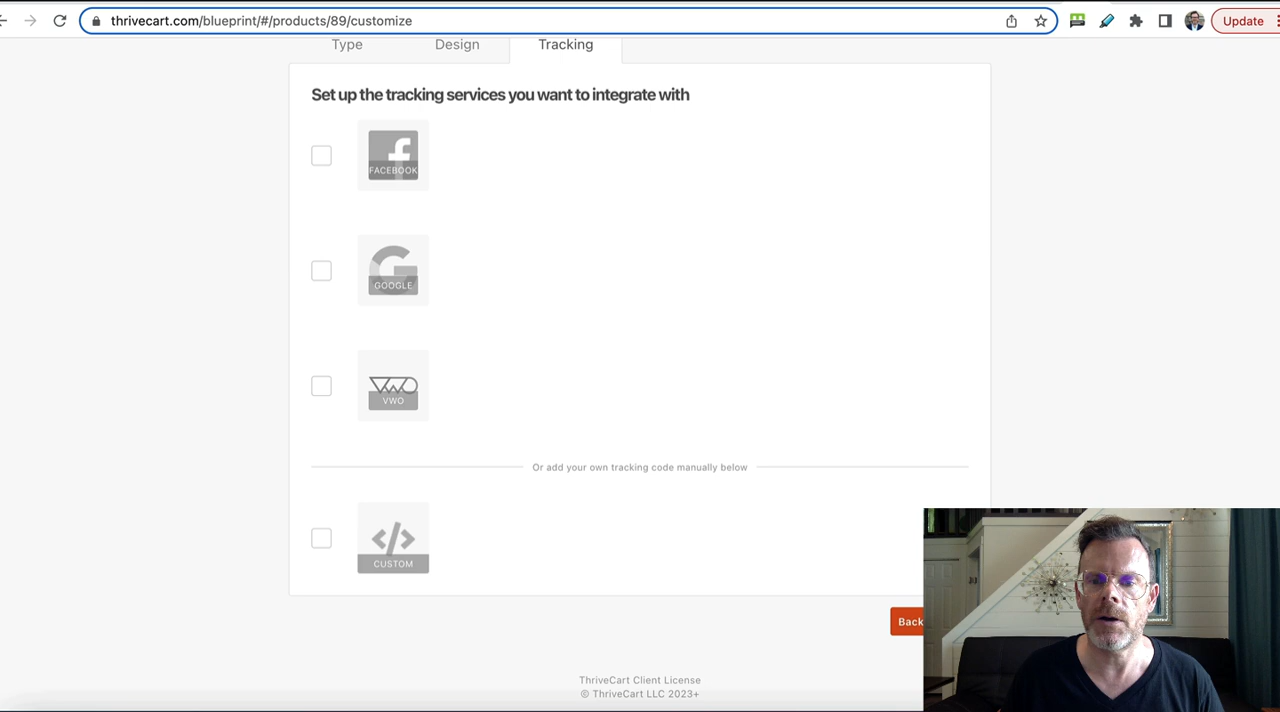 thrivecart.com/blueprint/#/products/89/customize
Update
Type
Design
Tracking
Set up the tracking services you want to integrate with
FACEBOOK
GOOGLE
VWO
VWO
Or add your own tracking code manually below
</>
CUSTOM
Back
ThriveCart Client License
© ThriveCart LLC 2023+